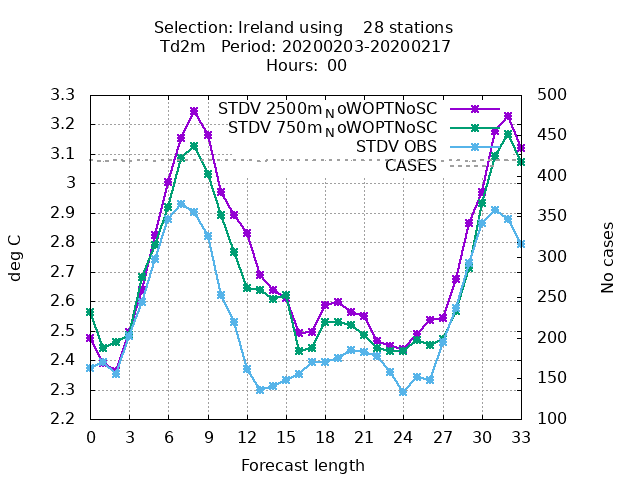 Selection: Ireland using    28 stations
Td2m   Period: 20200203-20200217
Hours:  00
3.3
3.2
3.1
3
2.9
2.8
2.7
2.6
2.5
2.4
2.3
2.2
deg C
STDV 2500m_NoWOPTNoSC
STDV 750m_NoWOPTNoSC
STDV OBS
CASES
500
450
400
350
300
250
200
150
100
No cases
0 3 6 9 12 15 18 21 24 27 30 33
Forecast length